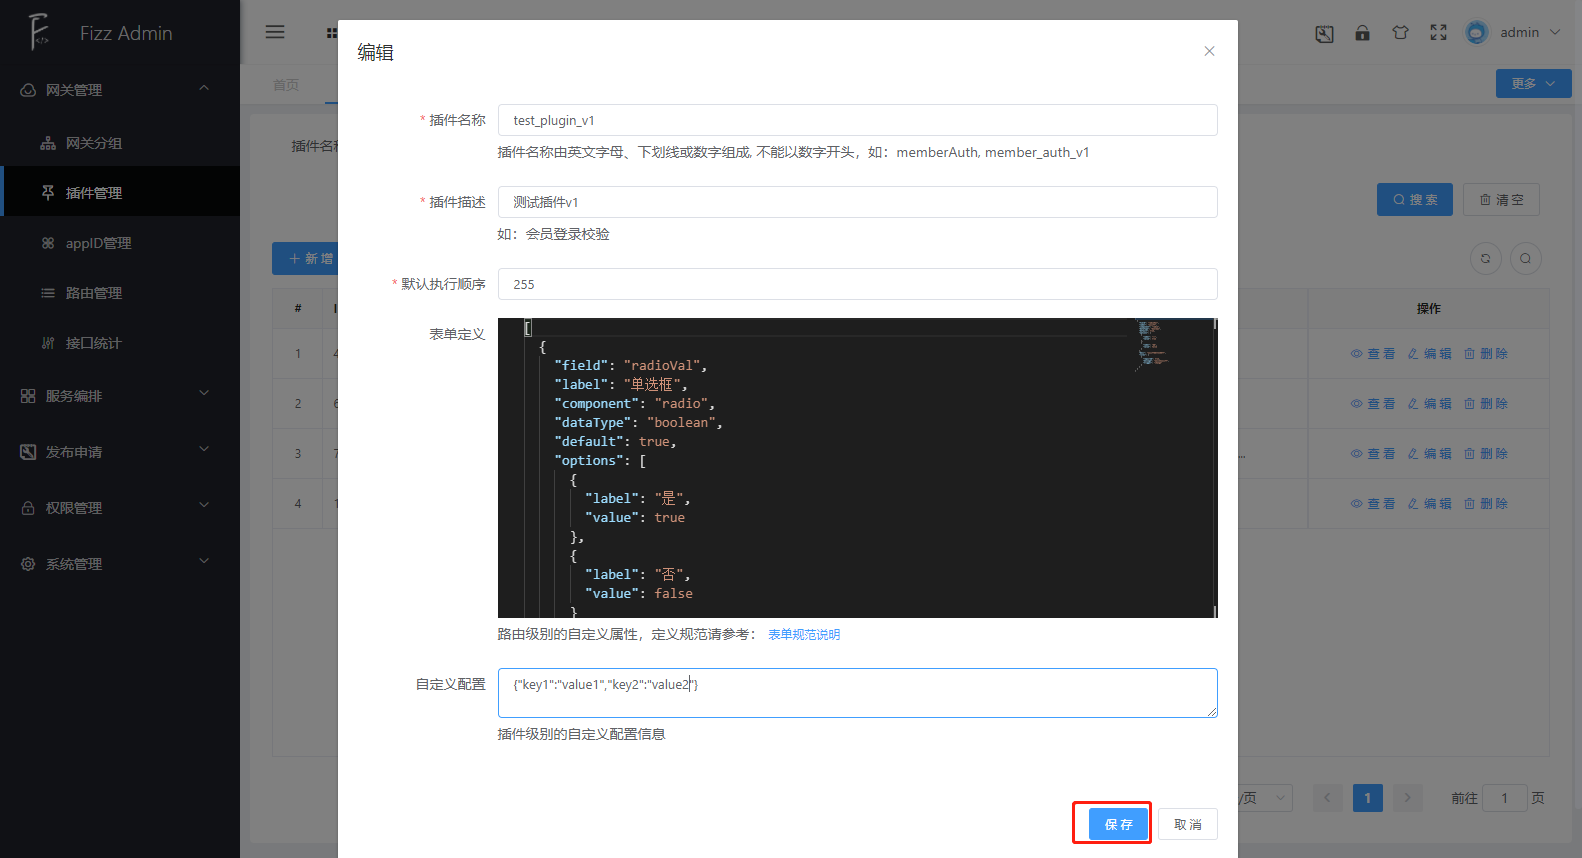 Fizz Admin
admin
网关管理
首页
更多
网关分组
插件管理
appID管理
路由管理
接口统计
服务编排
发布申请
权限管理
系统管理
插件名称
搜索
清空
新增
#
操作
1
查看 编辑 删除
2
查看 编辑 删除
3
... 查看 编辑 删除
4
查看 编辑 删除
/页
1
前往 1 页
编辑
* 插件名称 test_plugin_v1
插件名称由英文字母、下划线或数字组成, 不能以数字开头，如：memberAuth, member_auth_v1
* 插件描述 测试插件v1
如：会员登录校验
* 默认执行顺序 255
表单定义
[
{
"field": "radioVal",
"label": "单选框",
"component": "radio",
"dataType": "boolean",
"default": true,
"options": [
{
"label": "是",
"value": true
},
{
"label": "否",
"value": false
}
路由级别的自定义属性，定义规范请参考： 表单规范说明
自定义配置 {"key1":"value1","key2":"value2"}
插件级别的自定义配置信息
保存 取消